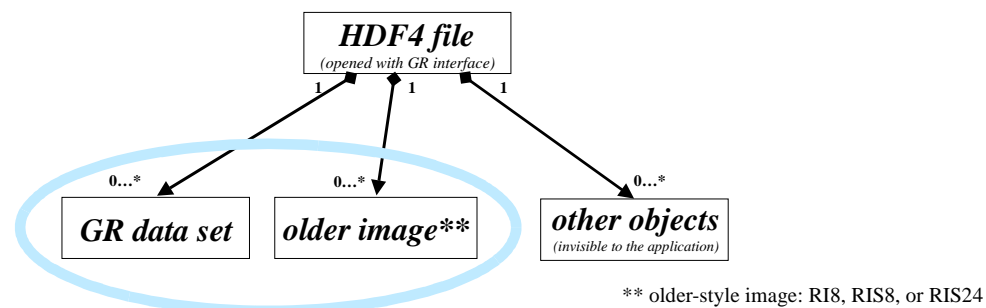 HDF4 file
(opened with GR interface)
1 1 1
0…* 0…* 0…*
GR data set older image** other objects
(invisible to the application)
** older-style image: RI8, RIS8, or RIS24